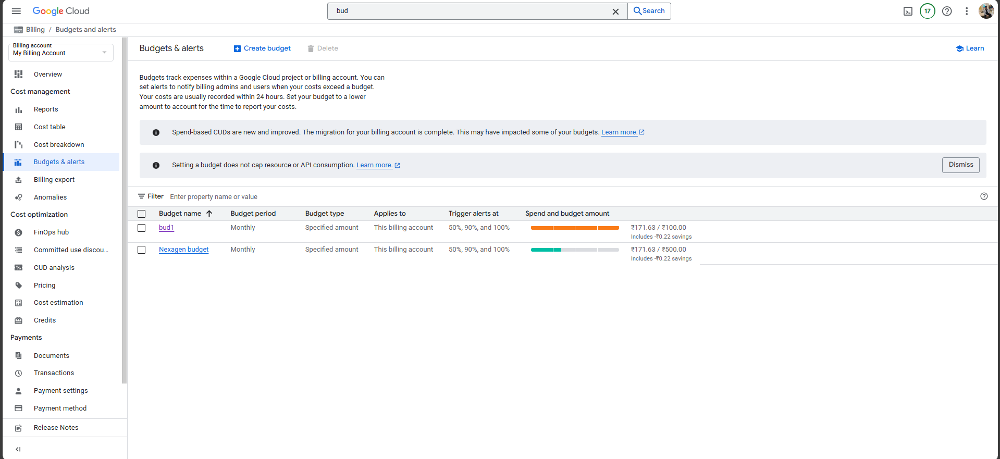 Google Cloud
bud
Search
17
Billing / Budgets and alerts
Billing account
My Billing Account
Overview
Cost management
Reports
Cost table
Cost breakdown
Budgets & alerts
Billing export
Anomalies
Cost optimization
FinOps hub
Committed use discou...
CUD analysis
Pricing
Cost estimation
Credits
Payments
Documents
Transactions
Payment settings
Payment method
Release Notes
Budgets & alerts
Create budget
Delete
Learn
Budgets track expenses within a Google Cloud project or billing account. You can
set alerts to notify billing admins and users when your costs exceed a budget.
Your costs are usually recorded within 24 hours. Set your budget to a lower
amount to account for the time to report your costs.
Spend-based CUDs are new and improved. The migration for your billing account is complete. This may have impacted some of your budgets. Learn more.
Setting a budget does not cap resource or API consumption. Learn more.
Dismiss
Filter Enter property name or value
Budget name Budget period Budget type Applies to Trigger alerts at Spend and budget amount
bud1 Monthly Specified amount This billing account 50%, 90%, and 100% ₹171.63 / ₹100.00
Includes -₹0.22 savings
Nexagen budget Monthly Specified amount This billing account 50%, 90%, and 100% ₹171.63 / ₹500.00
Includes -₹0.22 savings